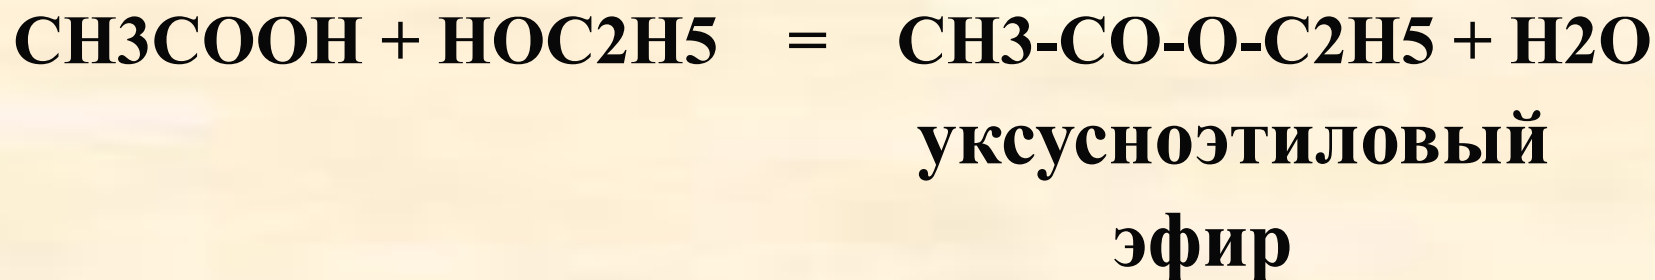 CH3COOH + HOC2H5 = CH3-CO-O-C2H5 + H2O
уксусноэтиловый
эфир